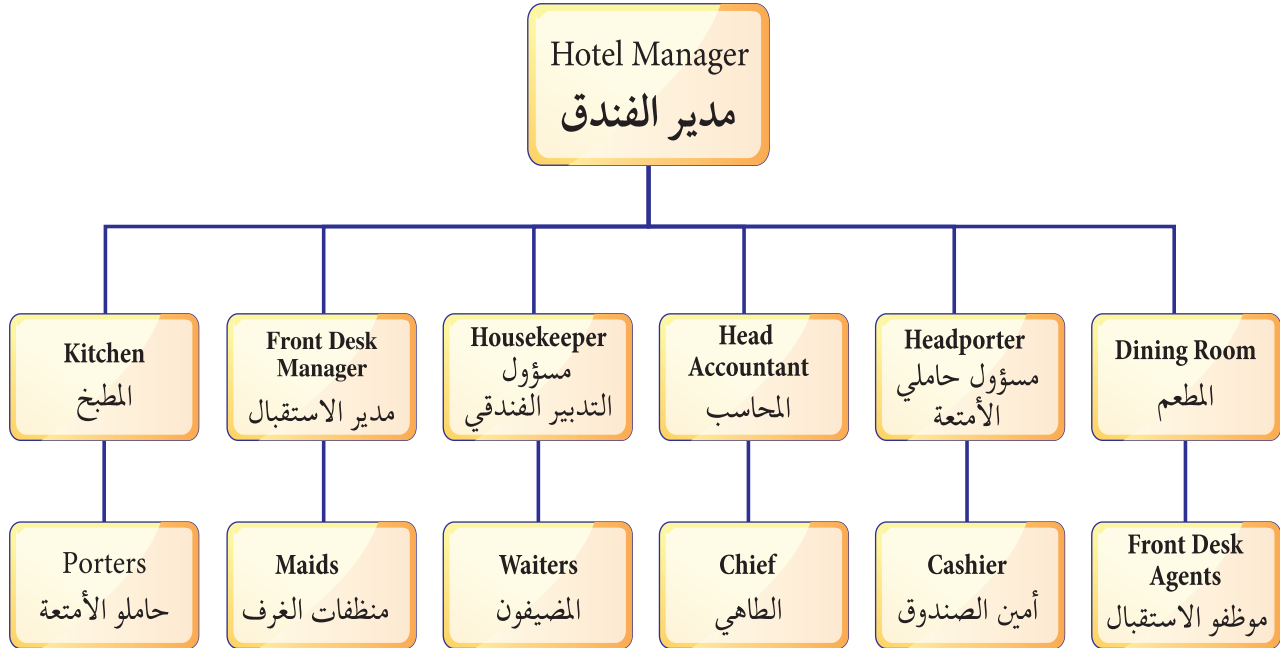 Hotel Manager
مدير الفندق
Kitchen
المطبخ
Front Desk
Manager
مدير الاستقبال
Housekeeper
مسؤول
التدبير الفندقي
Head
Accountant
المحاسب
Headporter
مسؤول حاملي
الأمتعة
Dining Room
المطعم
Porters
حاملو الأمتعة
Maids
منظفات الغرف
Waiters
المضيفون
Chief
الطاهي
Cashier
أمين الصندوق
Front Desk
Agents
موظفو الاستقبال